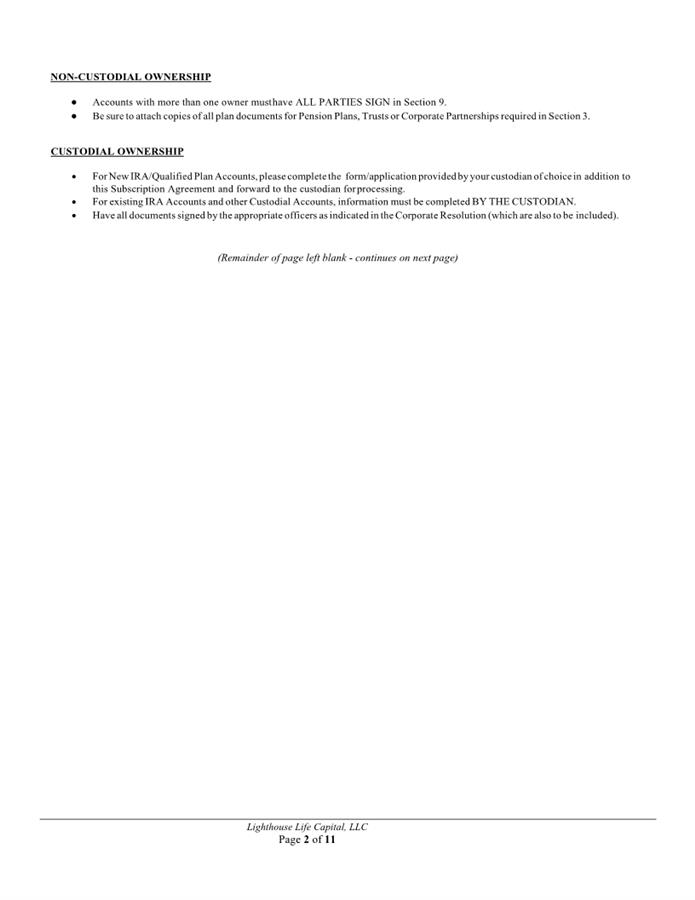 NON-CUSTODIAL OWNERSHIP
● Accounts with more than one owner musthave ALL PARTIES SIGN in Section 9.
● Be sure to attach copies of all plan documents for Pension Plans, Trusts or Corporate Partnerships required in Section 3.
CUSTODIAL OWNERSHIP
• For New IRA/Qualified Plan Accounts, please complete the form/application provided by your custodian of choice in addition to
this Subscription Agreement and forward to the custodian for processing.
• For existing IRA Accounts and other Custodial Accounts, information must be completed BY THE CUSTODIAN.
• Have all documents signed by the appropriate officers as indicated in the Corporate Resolution (which are also to be included).
(Remainder of page left blank - continues on next page)
Lighthouse Life Capital, LLC
Page 2 of 11